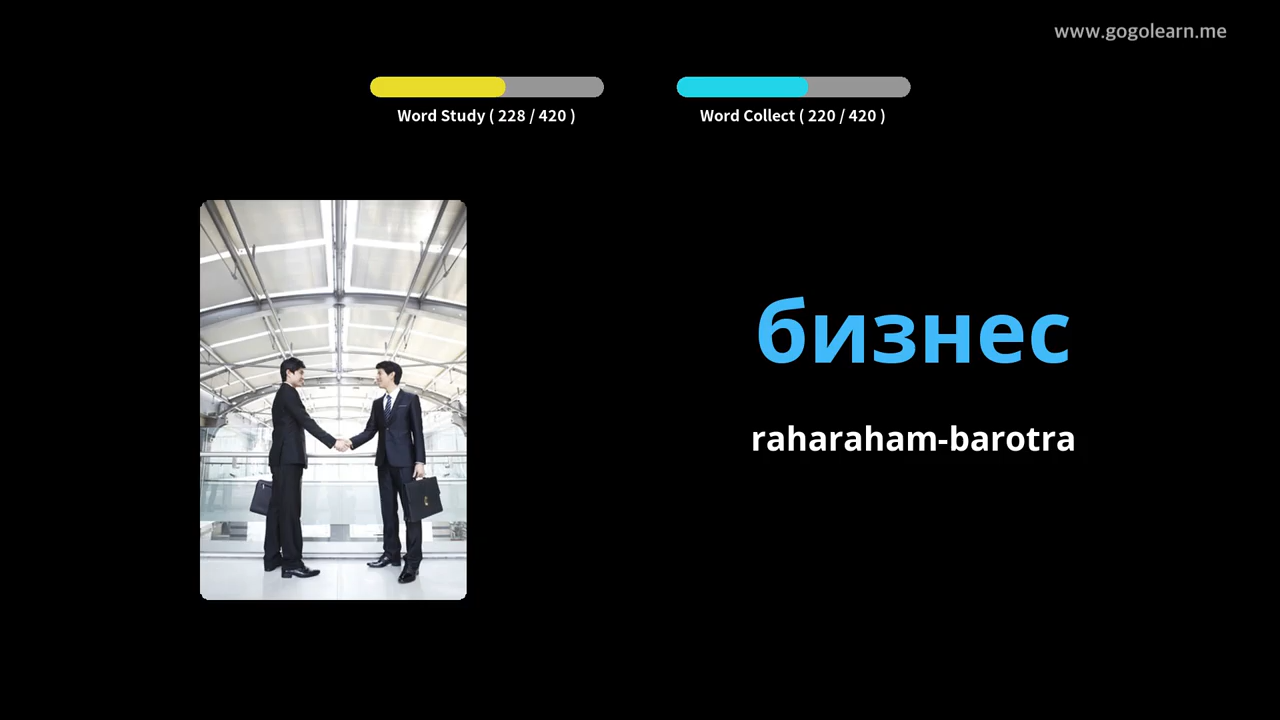 www.gogolearn.me
Word Study ( 228 / 420 )
Word Collect ( 220 / 420 )
бизнес
raharaham-barotra